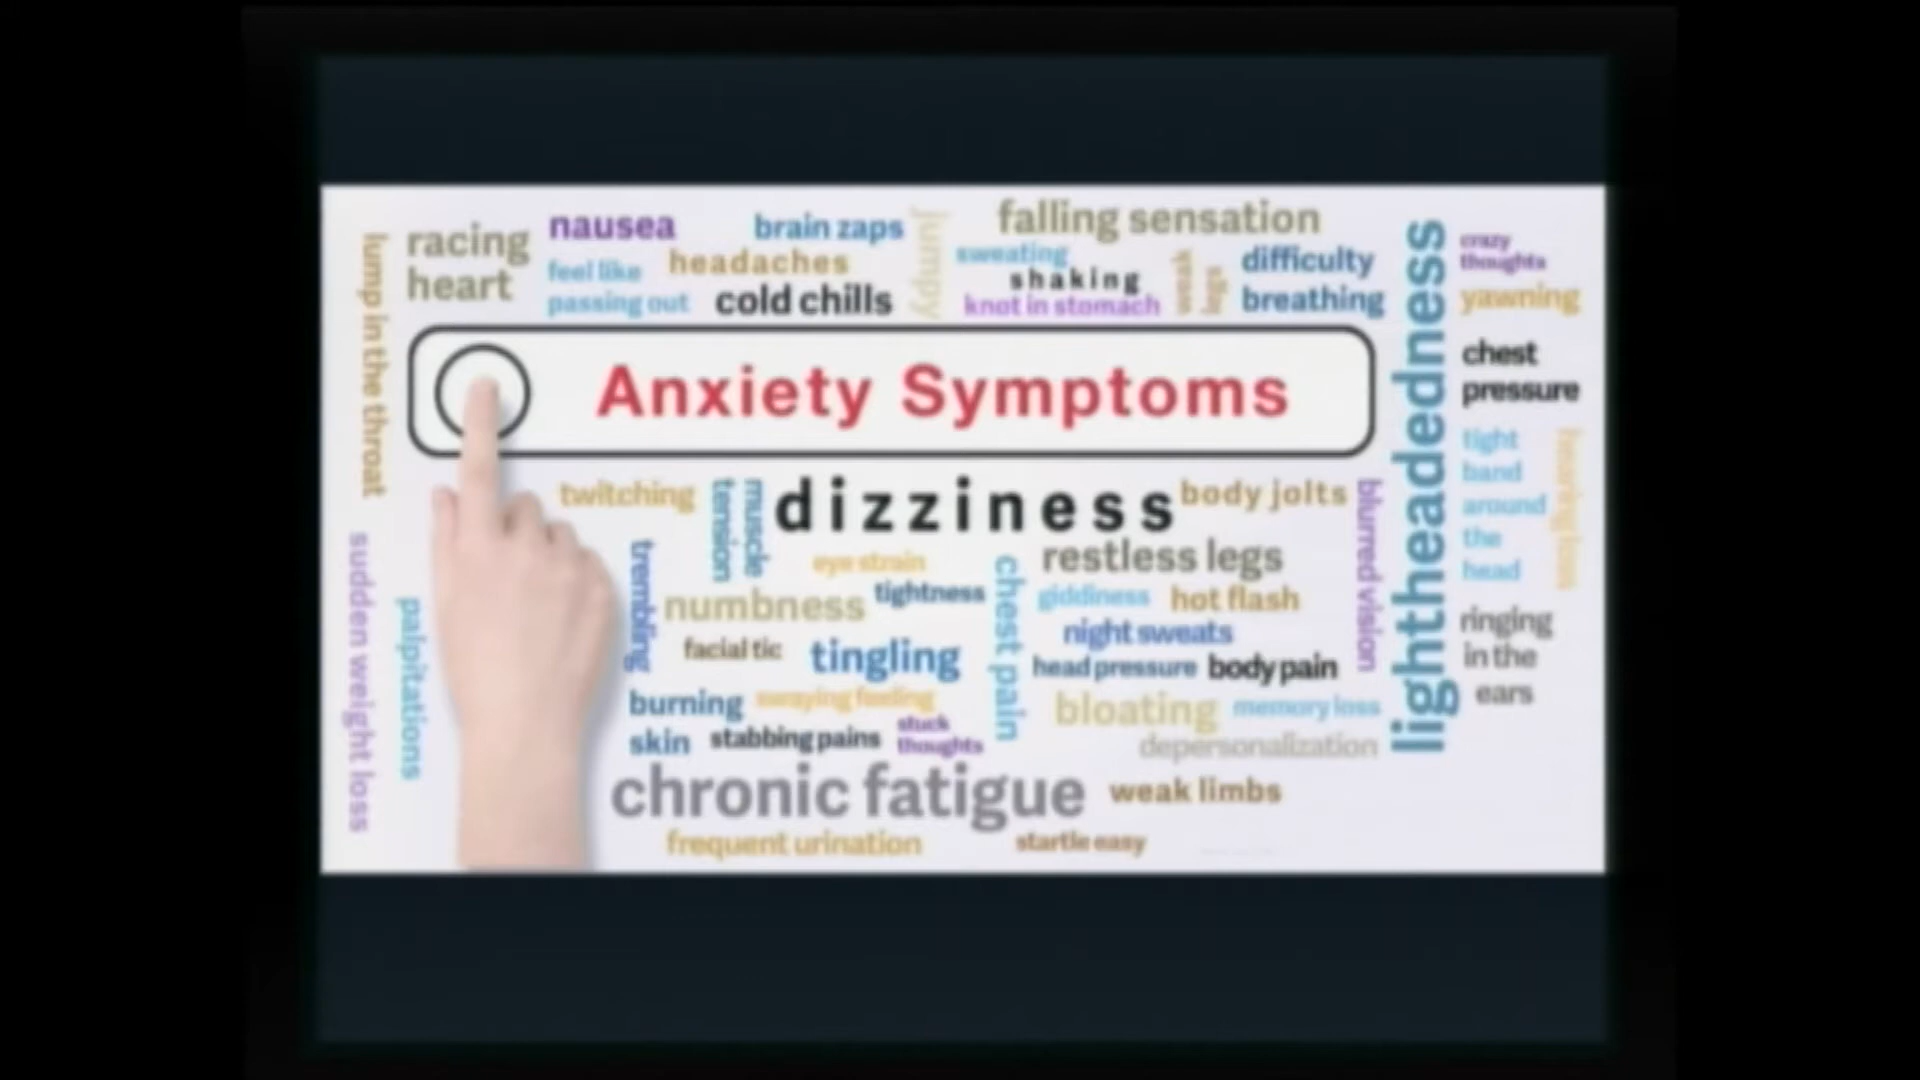 lump in the throat
racing
heart
nausea
brain zaps
feel like
passing out
headaches
cold chills
jumpy
falling sensation
sweating
shaking
knot in stomach
weak
legs
difficulty
breathing
lightheadedness
crazy
thoughts
yawning
Anxiety Symptoms
chest
pressure
tight
band
around
the
head
hearing loss
ringing
in the
ears
twitching
muscle
tension
dizziness
body jolts
blurred vision
sudden weight loss
palpitations
trembling
eye strain
restless legs
numbness
tightness
chest pain
giddiness
hot flash
facial tic
tingling
night sweats
head pressure
body pain
burning
skin
swaying feeling
stabbing pains
stuck
thoughts
bloating
memory loss
depersonalization
chronic fatigue
weak limbs
frequent urination
startle easy